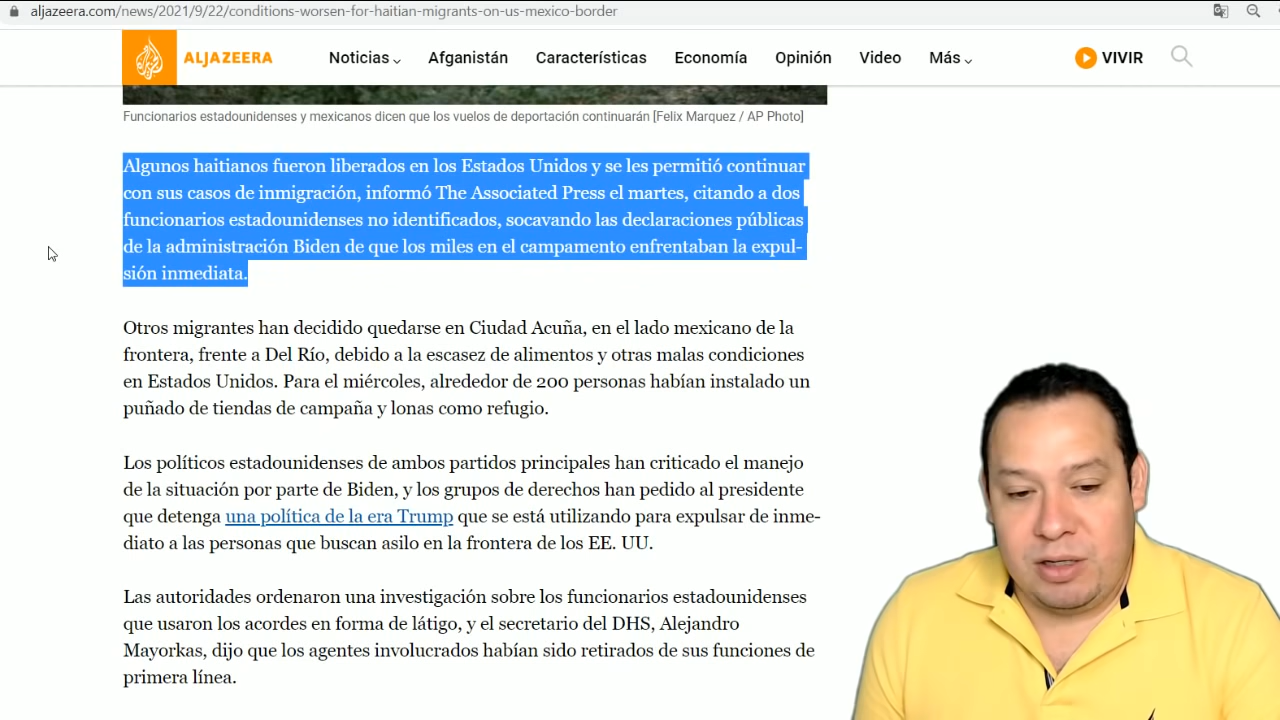 aljazeera.com/news/2021/9/22/conditions-worsen-for-haitian-migrants-on-us-mexico-border
ALJAZEERA Noticias Afganistán Características Economía Opinión Video Más VIVIR
Funcionarios estadounidenses y mexicanos dicen que los vuelos de deportación continuarán [Felix Marquez / AP Photo]
Algunos haitianos fueron liberados en los Estados Unidos y se les permitió continuar
con sus casos de inmigración, informó The Associated Press el martes, citando a dos
funcionarios estadounidenses no identificados, socavando las declaraciones públicas
de la administración Biden de que los miles en el campamento enfrentaban la expul-
sión inmediata.
Otros migrantes han decidido quedarse en Ciudad Acuña, en el lado mexicano de la
frontera, frente a Del Río, debido a la escasez de alimentos y otras malas condiciones
en Estados Unidos. Para el miércoles, alrededor de 200 personas habían instalado un
puñado de tiendas de campaña y lonas como refugio.
Los políticos estadounidenses de ambos partidos principales han criticado el manejo
de la situación por parte de Biden, y los grupos de derechos han pedido al presidente
que detenga una política de la era Trump que se está utilizando para expulsar de inme-
diato a las personas que buscan asilo en la frontera de los EE. UU.
Las autoridades ordenaron una investigación sobre los funcionarios estadounidenses
que usaron los acordes en forma de látigo, y el secretario del DHS, Alejandro
Mayorkas, dijo que los agentes involucrados habían sido retirados de sus funciones de
primera línea.